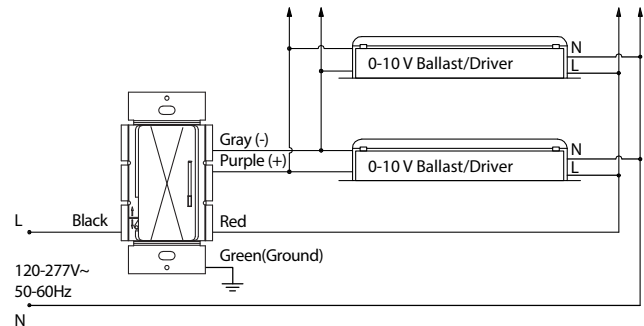 N
0-10 V Ballast/Driver
L
Gray (-)
Purple (+)
N
0-10 V Ballast/Driver
L
L
Black
Red
Green(Ground)
120-277V~
50-60Hz
N